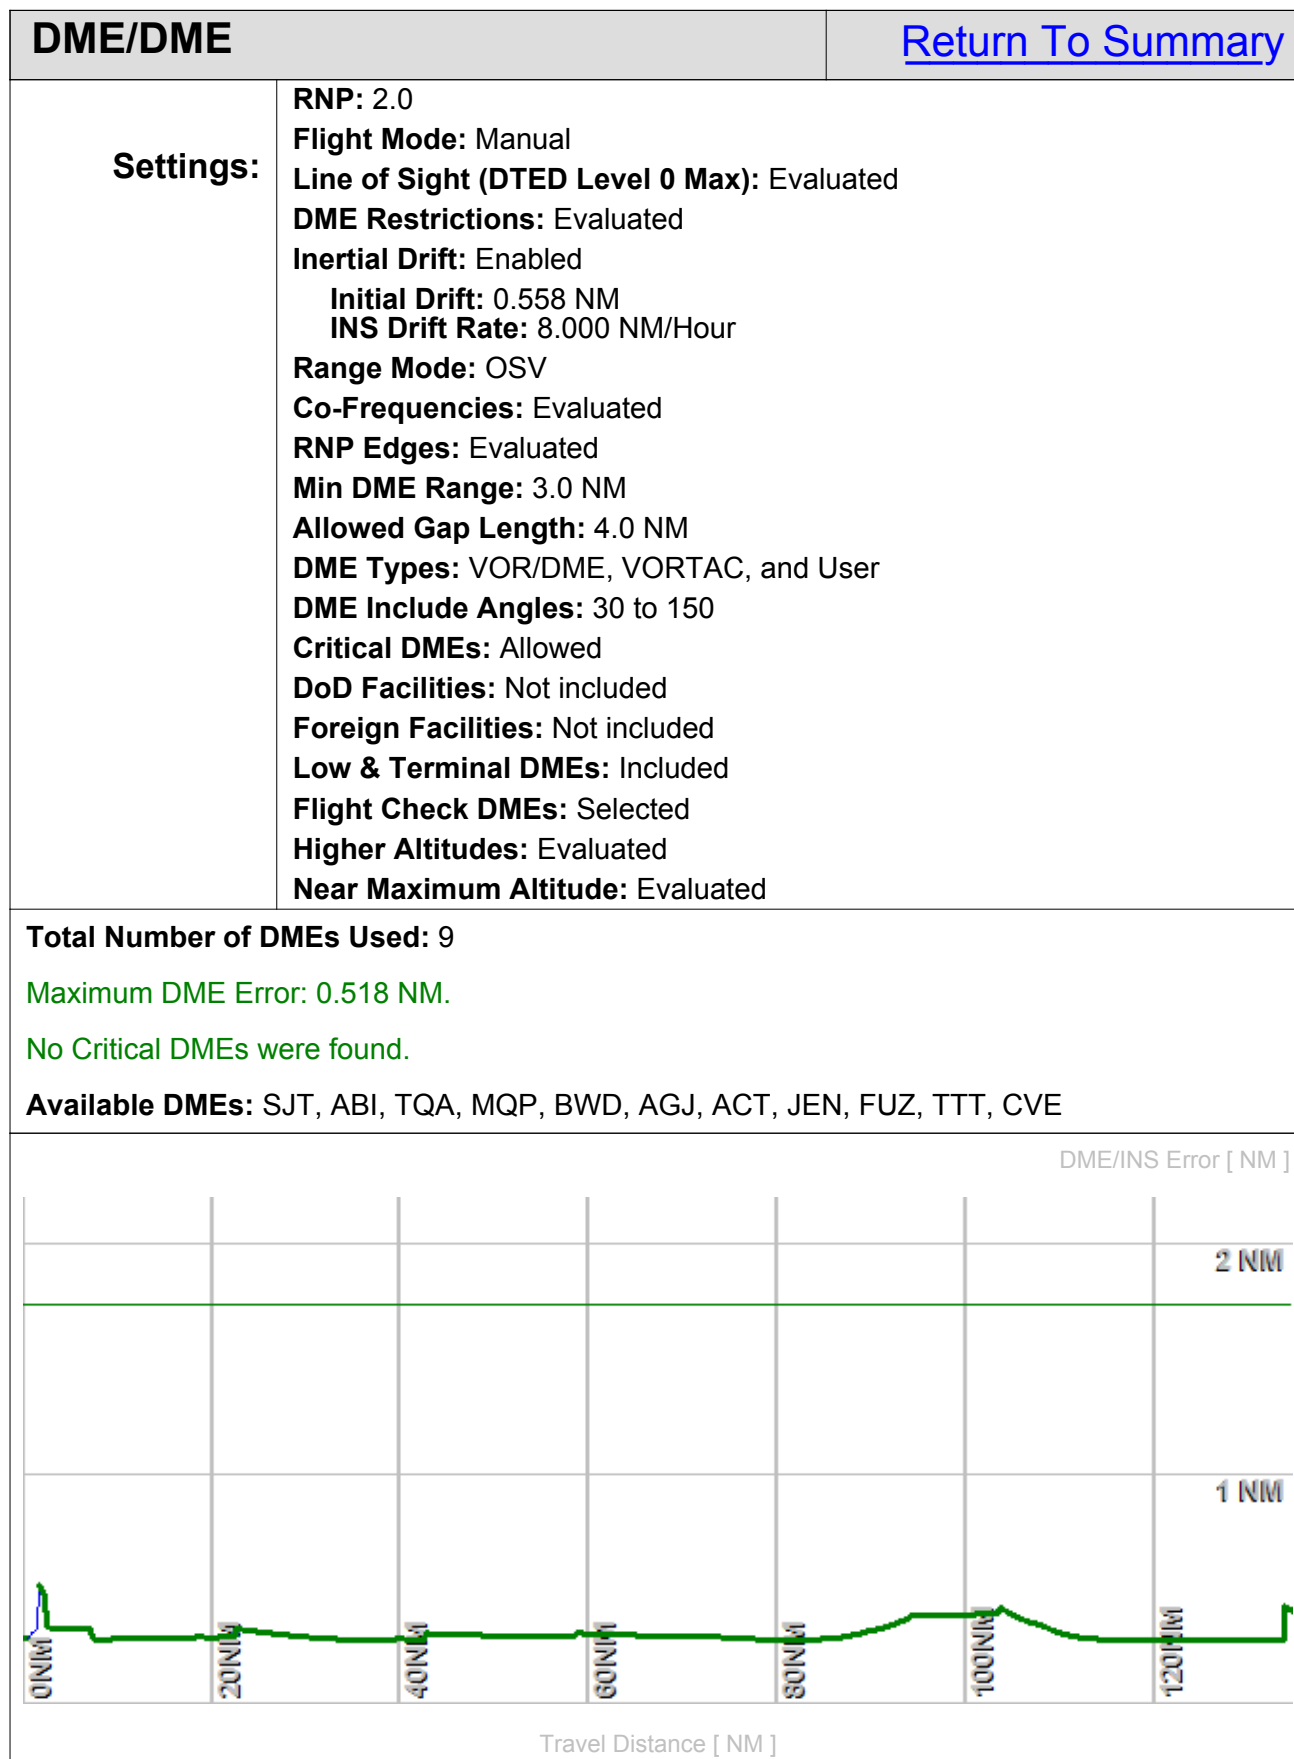 DME/DME
Return To Summary
Settings:
RNP: 2.0
Flight Mode: Manual
Line of Sight (DTED Level 0 Max): Evaluated
DME Restrictions: Evaluated
Inertial Drift: Enabled
Initial Drift: 0.558 NM
INS Drift Rate: 8.000 NM/Hour
Range Mode: OSV
Co-Frequencies: Evaluated
RNP Edges: Evaluated
Min DME Range: 3.0 NM
Allowed Gap Length: 4.0 NM
DME Types: VOR/DME, VORTAC, and User
DME Include Angles: 30 to 150
Critical DMEs: Allowed
DoD Facilities: Not included
Foreign Facilities: Not included
Low & Terminal DMEs: Included
Flight Check DMEs: Selected
Higher Altitudes: Evaluated
Near Maximum Altitude: Evaluated
Total Number of DMEs Used: 9
Maximum DME Error: 0.518 NM.
No Critical DMEs were found.
Available DMEs: SJT, ABI, TQA, MQP, BWD, AGJ, ACT, JEN, FUZ, TTT, CVE
DME/INS Error [ NM ]
2 NM
1 NM
0NM
20NM
40NM
60NM
80NM
100NM
120NM
Travel Distance [ NM ]